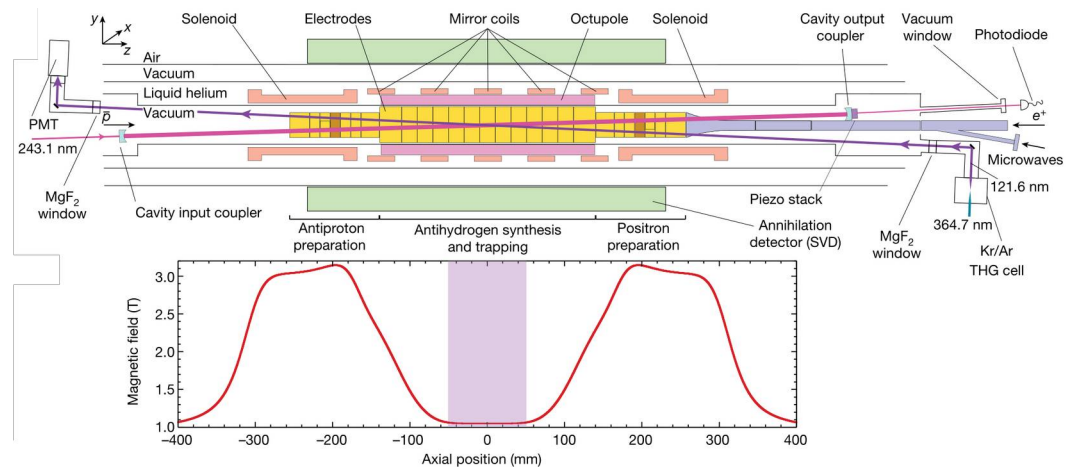 y
x
z
Solenoid
Electrodes
Mirror coils
Octupole
Solenoid
Cavity output
coupler
Vacuum
window
Photodiode
Air
Vacuum
Liquid helium
Vacuum
PMT
p̅
e⁺
243.1 nm
Microwaves
MgF₂
window
Cavity input coupler
Piezo stack
121.6 nm
364.7 nm
Antiproton
preparation
Antihydrogen synthesis
and trapping
Positron
preparation
Annihilation
detector (SVD)
MgF₂
window
Kr/Ar
THG cell
Magnetic field (T)
3.0
2.5
2.0
1.5
1.0
−400
−300
−200
−100
0
100
200
300
400
Axial position (mm)